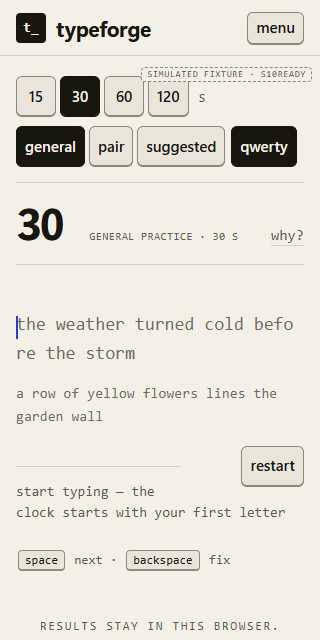 t_ typeforge menu
SIMULATED FIXTURE · S10READY
15 30 60 120 s
general pair suggested qwerty
30 GENERAL PRACTICE · 30 S why?
the weather turned cold befo
re the storm
a row of yellow flowers lines the
garden wall
restart
start typing — the
clock starts with your first letter
space next · backspace fix
RESULTS STAY IN THIS BROWSER.